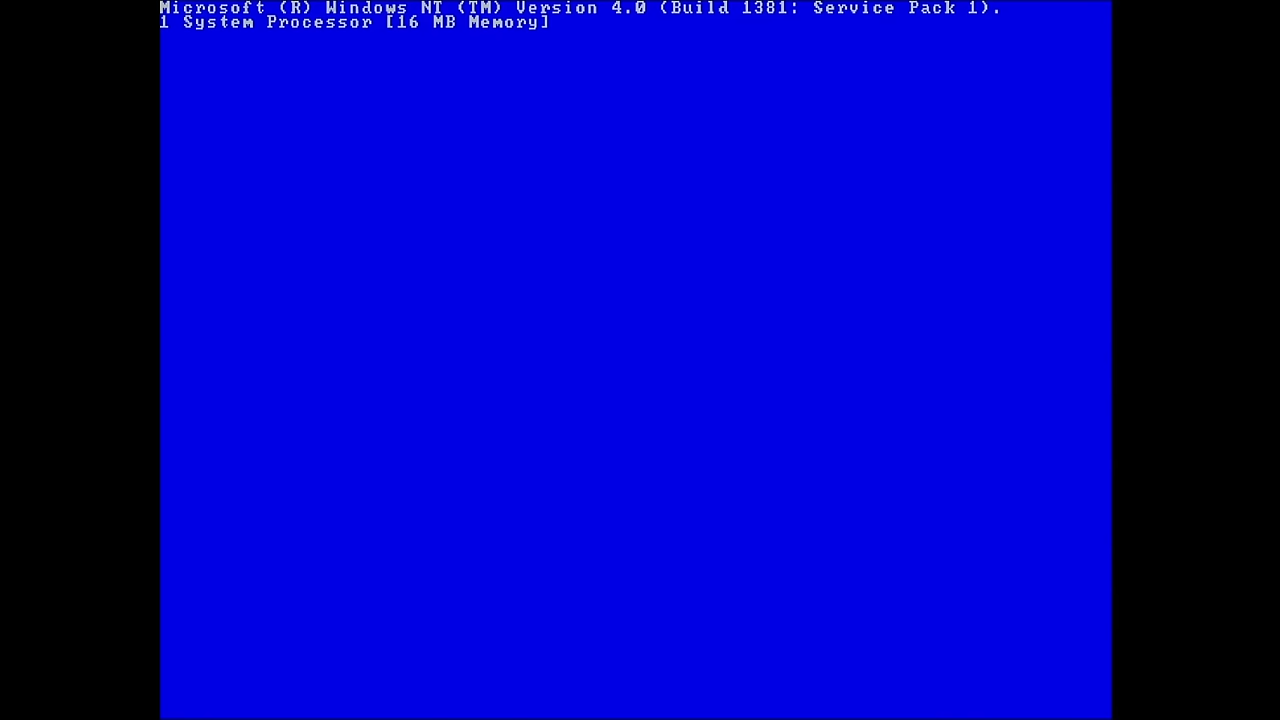 Microsoft (R) Windows NT (TM) Version 4.0 (Build 1381: Service Pack 1).
1 System Processor [16 MB Memory]